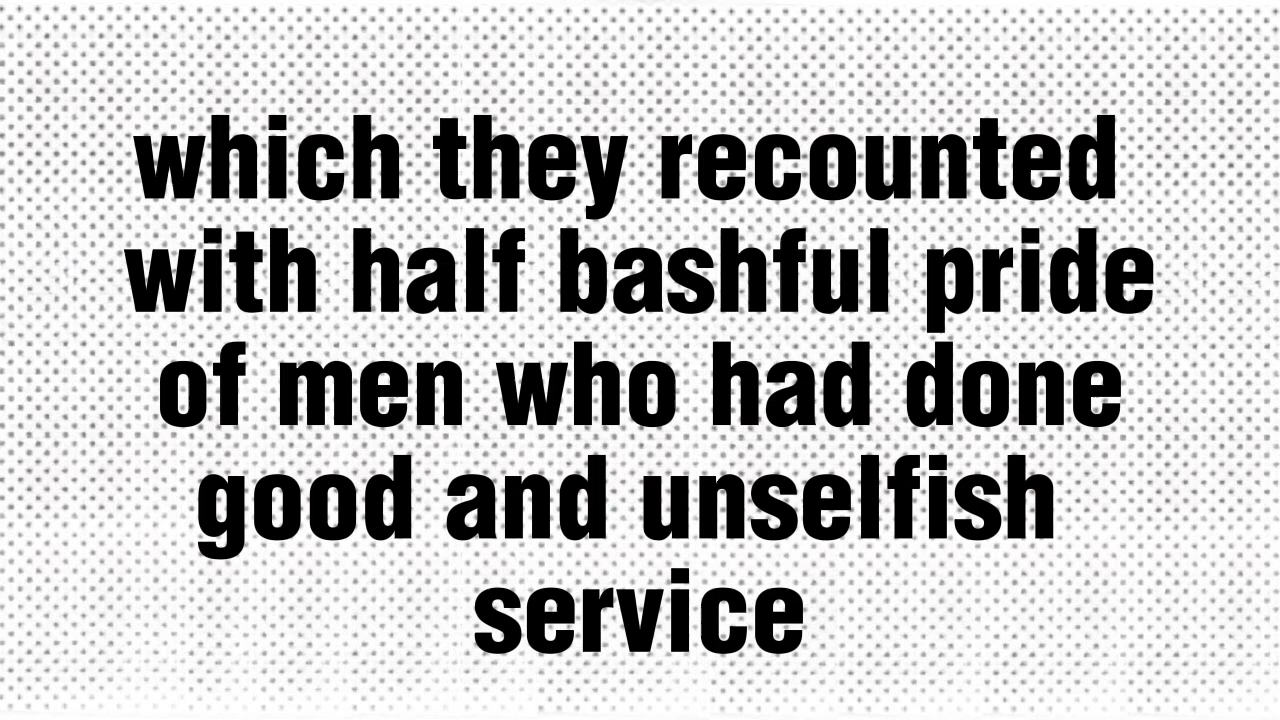 which they recounted
with half bashful pride
of men who had done
good and unselfish
service